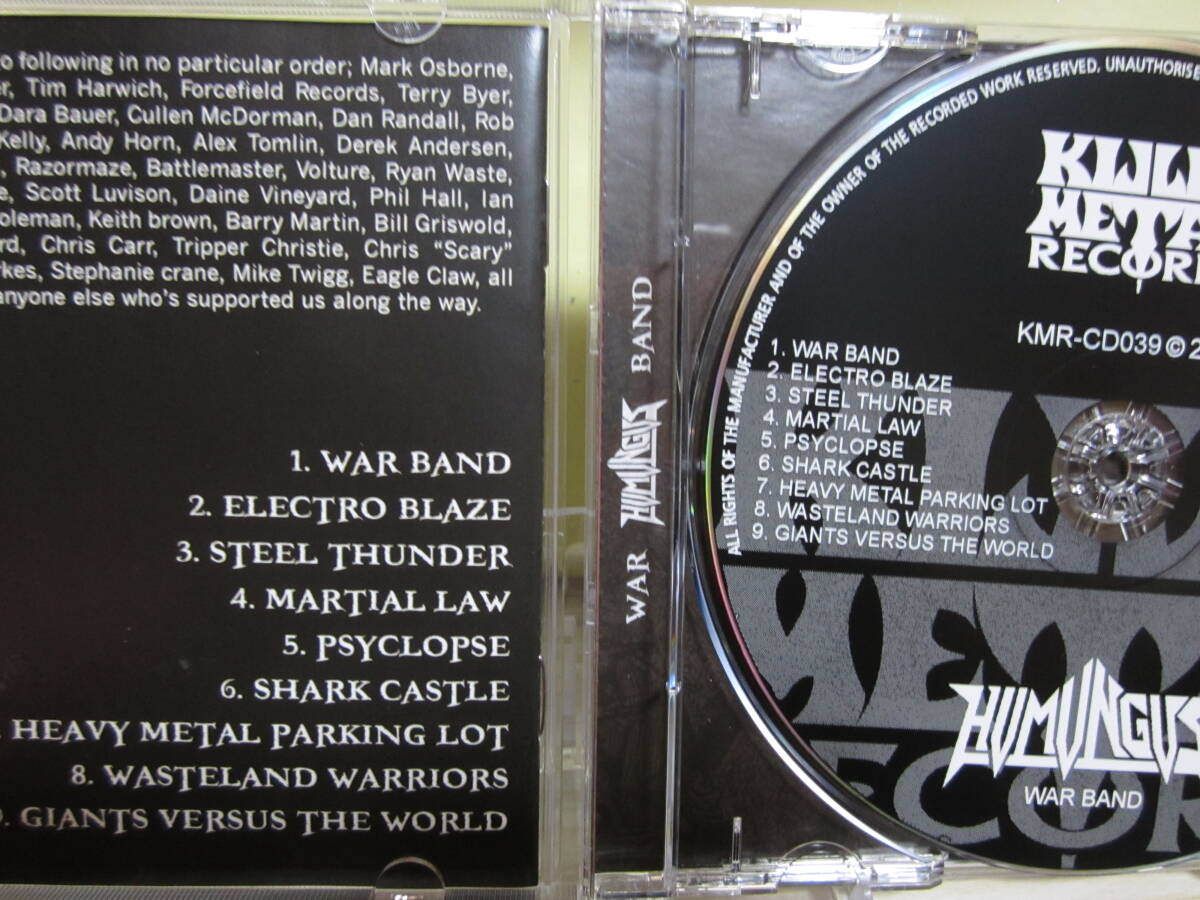 following in no particular order; Mark Osborne,
Tim Harwich, Forcefield Records, Terry Byer,
Dara Bauer, Cullen McDorman, Dan Randall, Rob
Kelly, Andy Horn, Alex Tomlin, Derek Andersen,
Razormaze, Battlemaster, Volture, Ryan Waste,
Scott Luvison, Daine Vineyard, Phil Hall, Ian
oleman, Keith brown, Barry Martin, Bill Griswold,
rd, Chris Carr, Tripper Christie, Chris “Scary”
rkes, Stephanie crane, Mike Twigg, Eagle Claw, all
anyone else who's supported us along the way.
1. WAR BAND
2. ELECTRO BLAZE
3. STEEL THUNDER
4. MARTIAL LAW
5. PSYCLOPSE
6. SHARK CASTLE
HEAVY METAL PARKING LOT
8. WASTELAND WARRIORS
. GIANTS VERSUS THE WORLD
WAR HUMUNGUS BAND
ALL RIGHTS OF THE MANUFACTURER AND OF THE OWNER OF THE RECORDED WORK RESERVED. UNAUTHORISE
META
RECOR
KMR-CD039 © 2
1. WAR BAND
2. ELECTRO BLAZE
3. STEEL THUNDER
4. MARTIAL LAW
5. PSYCLOPSE
6. SHARK CASTLE
7. HEAVY METAL PARKING LOT
8. WASTELAND WARRIORS
9. GIANTS VERSUS THE WORLD
HUMUNGUS
WAR BAND